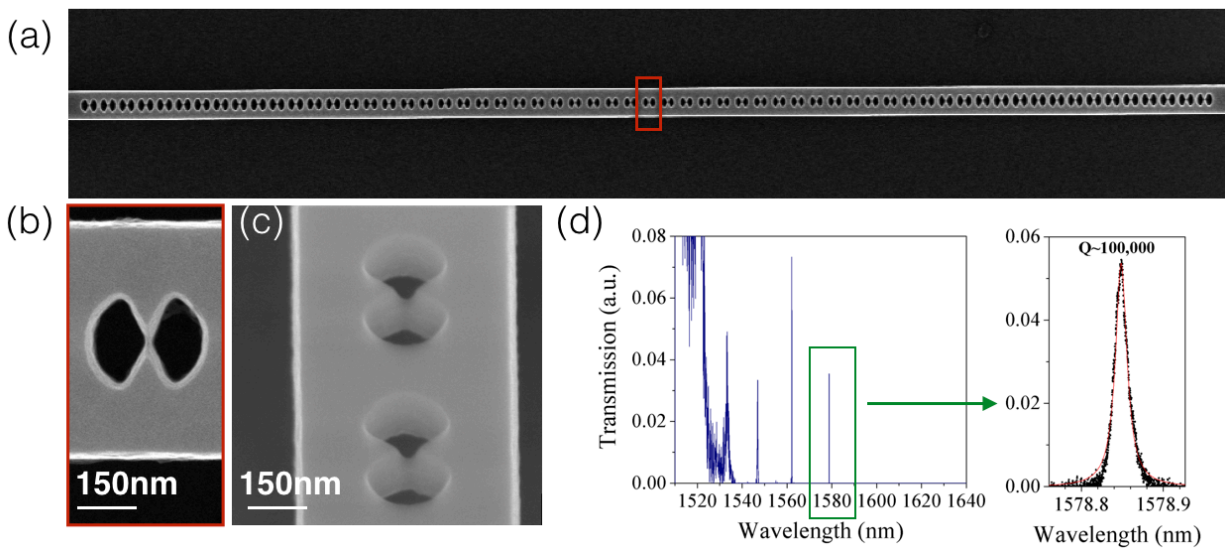 (a)
(b)
150nm
(c)
150nm
(d)
0.08
0.06
0.04
0.02
0.00
Transmission (a.u.)
1520 1540 1560 1580 1600 1620 1640
Wavelength (nm)
0.06
0.04
0.02
0.00
Q~100,000
1578.8 1578.9
Wavelength (nm)